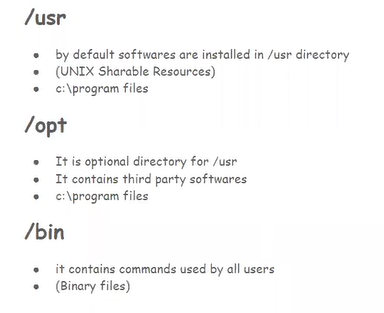 /usr
• by default softwares are installed in /usr directory
• (UNIX Sharable Resources)
• c:\program files
/opt
• It is optional directory for /usr
• It contains third party softwares
• c:\program files
/bin
• it contains commands used by all users
• (Binary files)